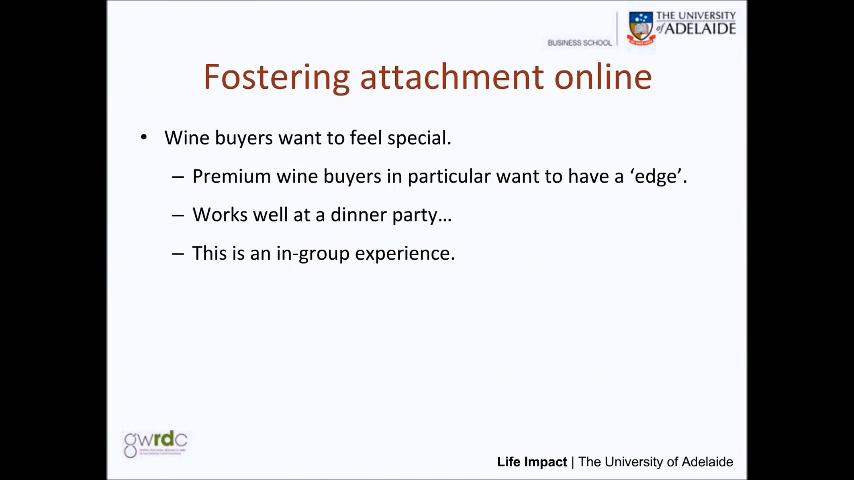 THE UNIVERSITY
of ADELAIDE
BUSINESS SCHOOL
Fostering attachment online
• Wine buyers want to feel special.
– Premium wine buyers in particular want to have a ‘edge’.
– Works well at a dinner party…
– This is an in-group experience.
gwrdc
Life Impact | The University of Adelaide